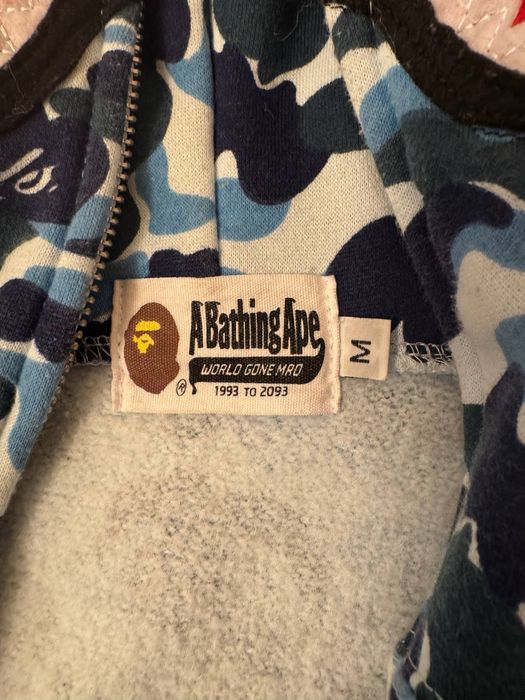 A Bathing Ape
WORLD GONE MAD
1993 TO 2093
®
M